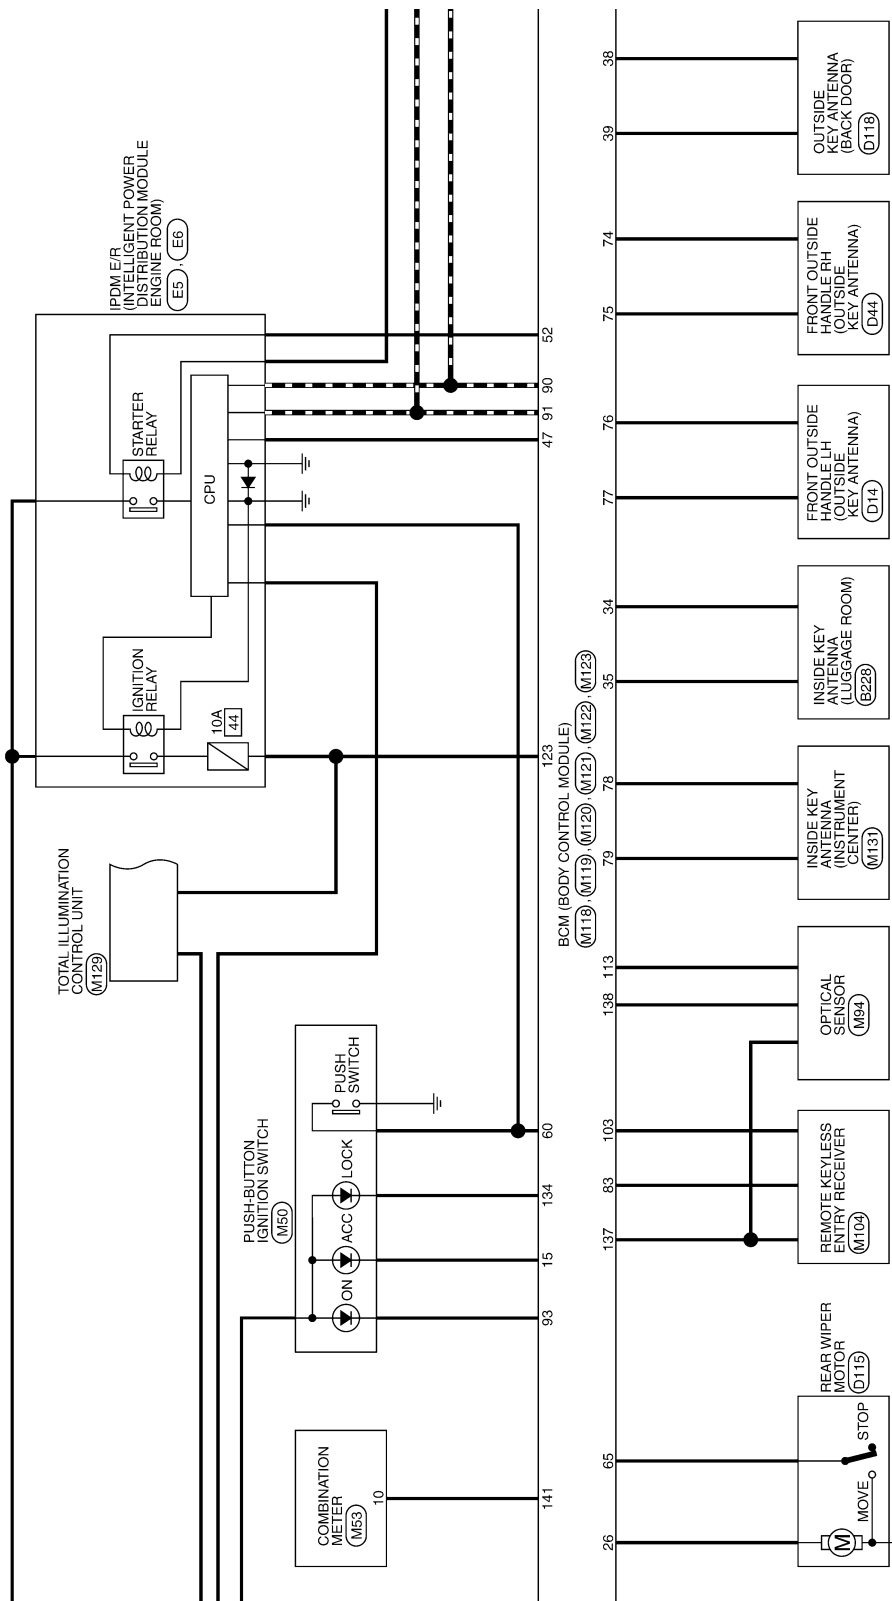 IPDM E/R
(INTELLIGENT POWER
DISTRIBUTION MODULE
ENGINE ROOM)
E5 , E6
STARTER
RELAY
CPU
IGNITION
RELAY
10A
44
52
90
91
47
123
TOTAL ILLUMINATION
CONTROL UNIT
M129
PUSH-BUTTON
IGNITION SWITCH
M50
PUSH
SWITCH
LOCK
ACC
ON
60
134
15
93
COMBINATION
METER
M53
10
141
BCM (BODY CONTROL MODULE)
M118 , M119 , M120 , M121 , M122 , M123
38
39
OUTSIDE
KEY ANTENNA
(BACK DOOR)
D118
74
75
FRONT OUTSIDE
HANDLE RH
(OUTSIDE
KEY ANTENNA)
D44
76
77
FRONT OUTSIDE
HANDLE LH
(OUTSIDE
KEY ANTENNA)
D14
34
35
INSIDE KEY
ANTENNA
(LUGGAGE ROOM)
B228
78
79
INSIDE KEY
ANTENNA
(INSTRUMENT
CENTER)
M131
113
138
OPTICAL
SENSOR
M94
103
83
137
REMOTE KEYLESS
ENTRY RECEIVER
M104
REAR WIPER
MOTOR
D115
65
26
STOP
MOVE
M